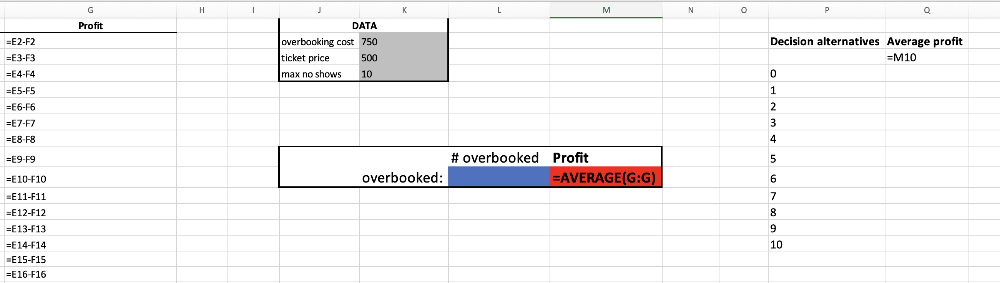 G H I J K L M N O P Q
Profit DATA
=E2-F2 overbooking cost 750 Decision alternatives Average profit
=E3-F3 ticket price 500 =M10
=E4-F4 max no shows 10 0
=E5-F5 1
=E6-F6 2
=E7-F7 3
=E8-F8 4
=E9-F9 # overbooked Profit 5
=E10-F10 overbooked: =AVERAGE(G:G) 6
=E11-F11 7
=E12-F12 8
=E13-F13 9
=E14-F14 10
=E15-F15
=E16-F16